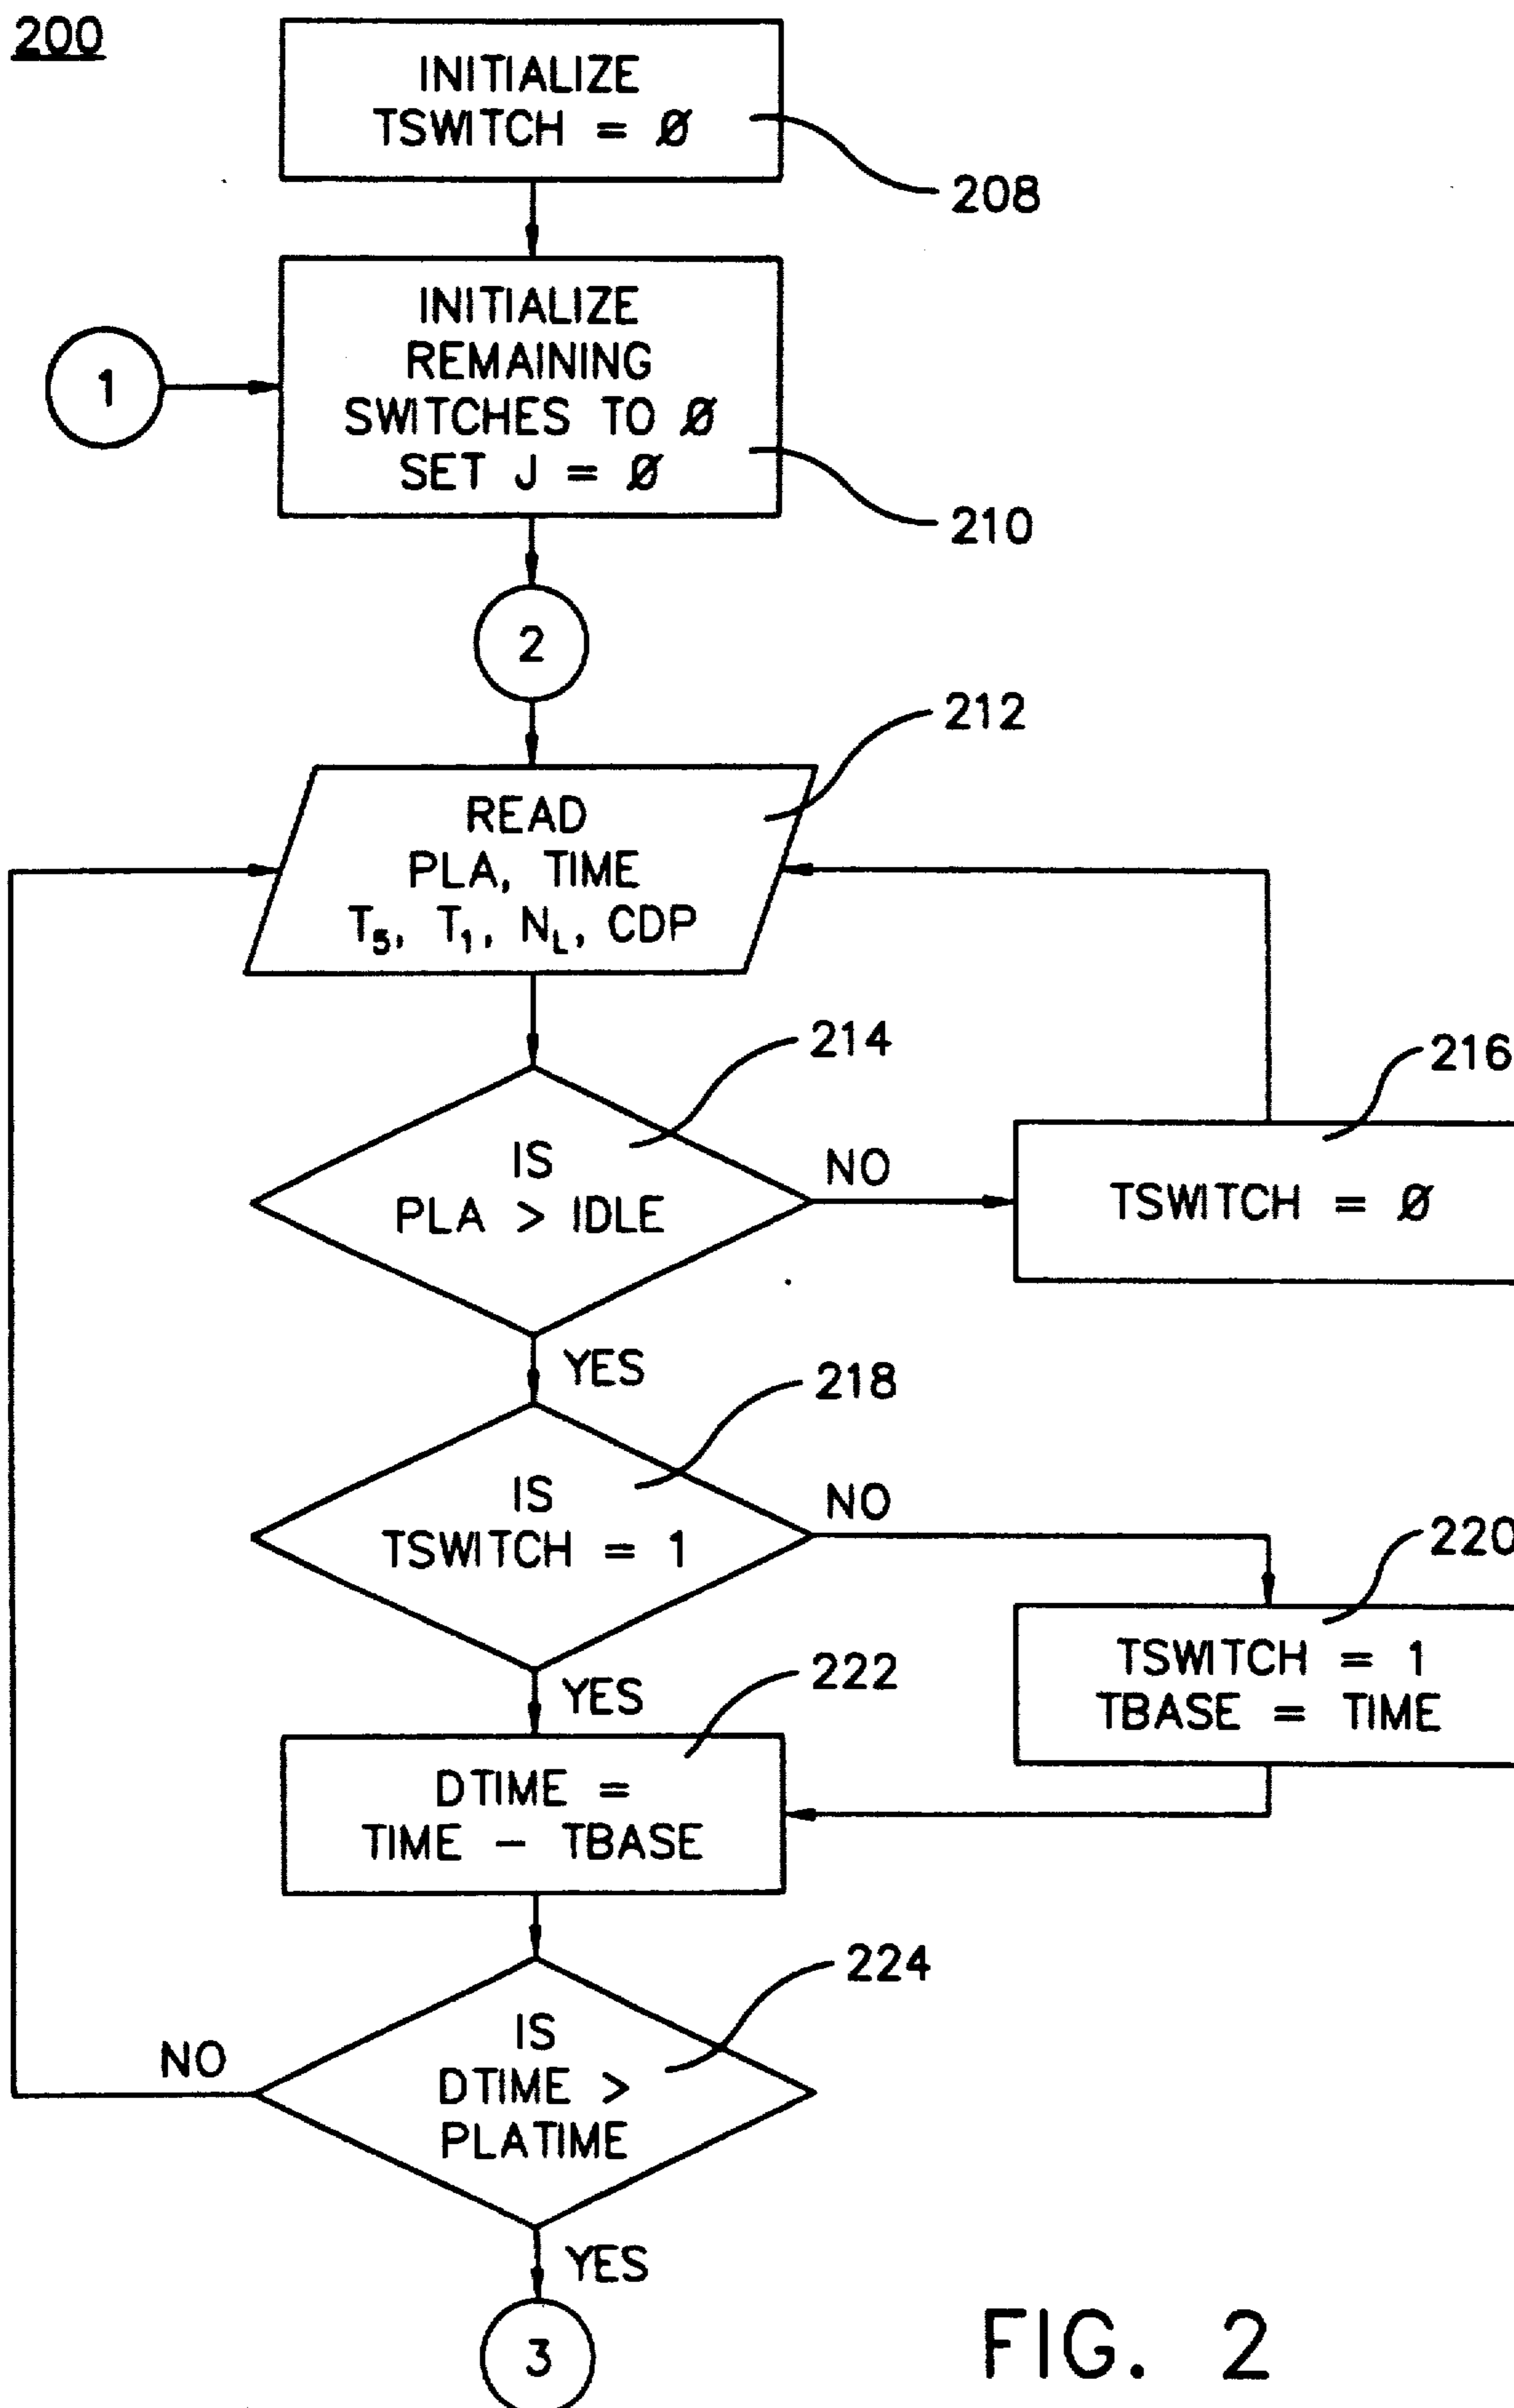 200
INITIALIZE
TSWITCH = Ø
208
INITIALIZE
REMAINING
SWITCHES TO Ø
SET J = Ø
210
1
2
212
READ
PLA, TIME
T₅, T₁, N_L, CDP
214
IS
PLA > IDLE
NO
216
TSWITCH = Ø
YES
218
IS
TSWITCH = 1
NO
220
TSWITCH = 1
TBASE = TIME
YES
222
DTIME =
TIME − TBASE
224
IS
DTIME >
PLATIME
NO
YES
3
FIG. 2